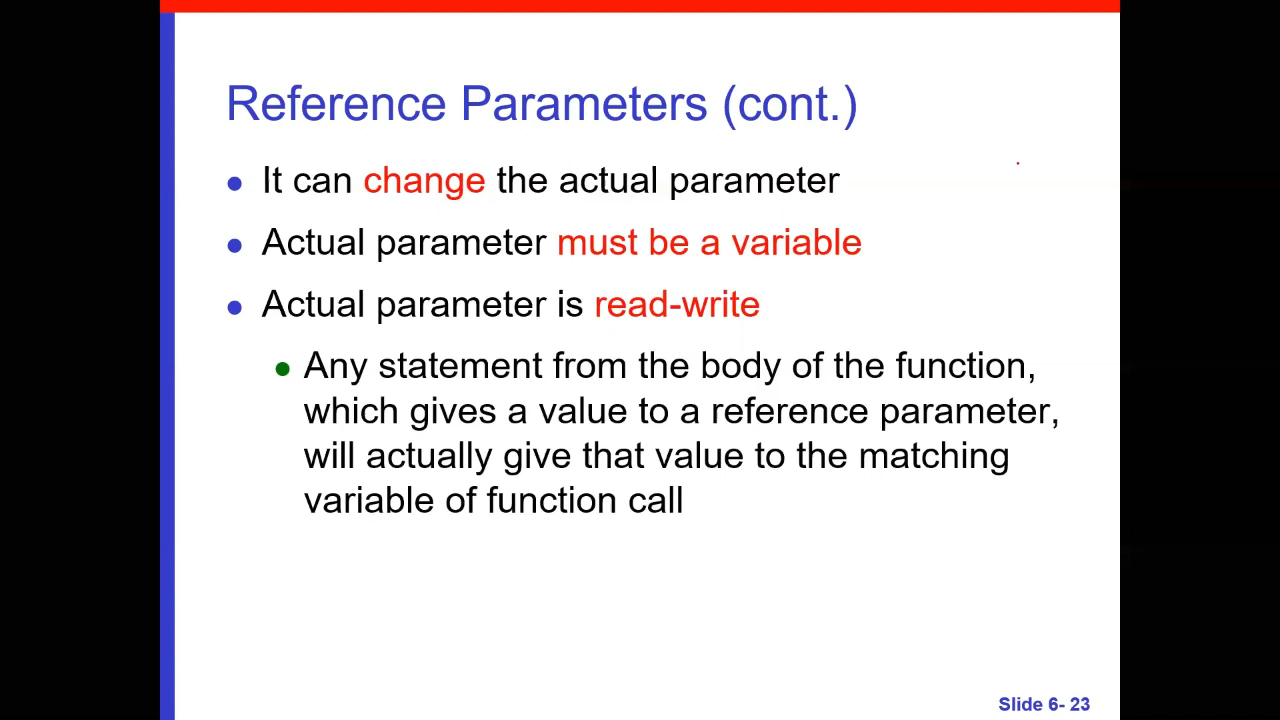 Reference Parameters (cont.)
It can change the actual parameter
Actual parameter must be a variable
Actual parameter is read-write
Any statement from the body of the function,
which gives a value to a reference parameter,
will actually give that value to the matching
variable of function call
Slide 6- 23